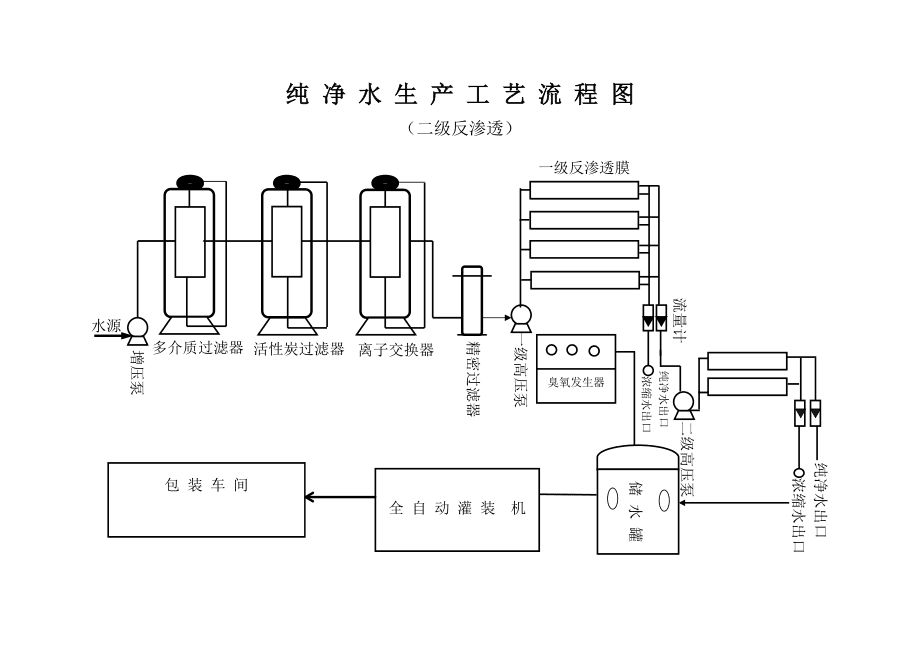 纯净水生产工艺流程图
（二级反渗透）
一级反渗透膜
水源
增压泵
多介质过滤器
活性炭过滤器
离子交换器
精密过滤器
一级高压泵
流量计
臭氧发生器
浓缩水出口
纯净水出口
二级高压泵
纯净水出口
浓缩水出口
储水罐
全自动灌装 机
包装车间